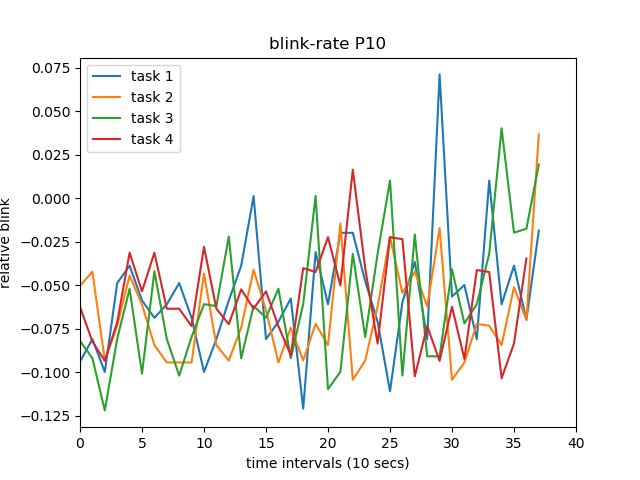 blink-rate P10
task 1
task 2
task 3
task 4
0.075
0.050
0.025
0.000
−0.025
−0.050
−0.075
−0.100
−0.125
relative blink
0 5 10 15 20 25 30 35 40
time intervals (10 secs)